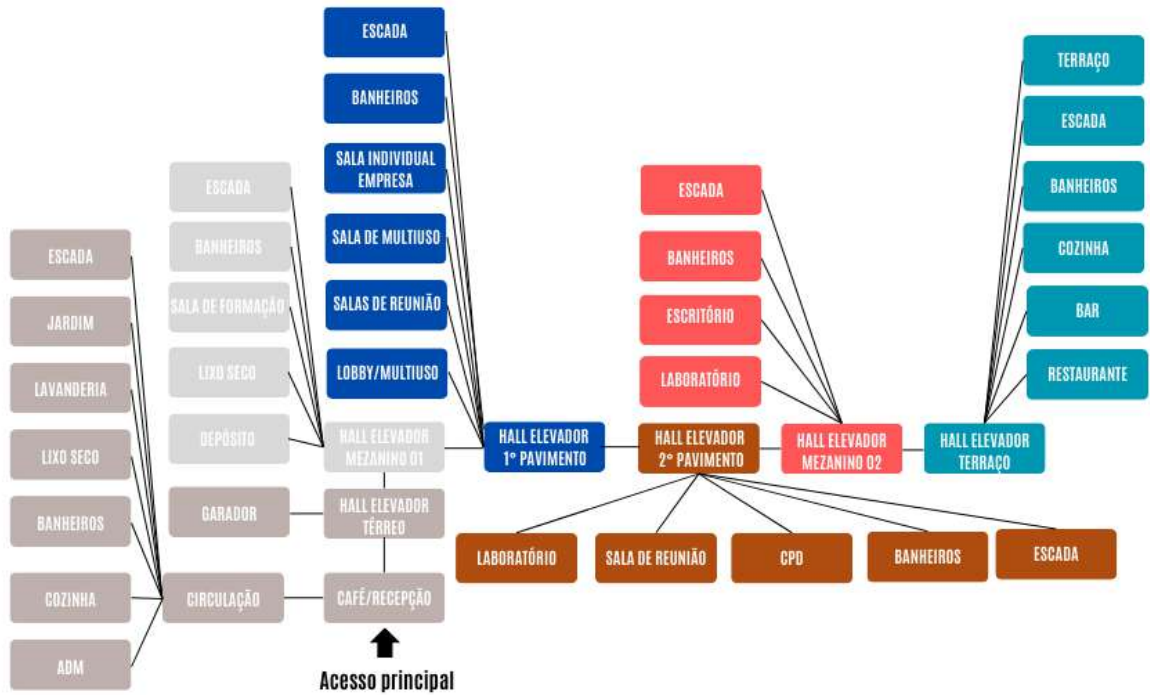 ESCADA
BANHEIROS
SALA INDIVIDUAL
EMPRESA
SALA DE MULTIUSO
SALAS DE REUNIÃO
LOBBY/MULTIUSO
TERRAÇO
ESCADA
BANHEIROS
COZINHA
BAR
RESTAURANTE
ESCADA
BANHEIROS
SALA DE FORMAÇÃO
LIXO SECO
DEPÓSITO
ESCADA
BANHEIROS
ESCRITÓRIO
LABORATÓRIO
ESCADA
JARDIM
LAVANDERIA
LIXO SECO
BANHEIROS
COZINHA
ADM
HALL ELEVADOR
MEZANINO 01
HALL ELEVADOR
1° PAVIMENTO
HALL ELEVADOR
2° PAVIMENTO
HALL ELEVADOR
MEZANINO 02
HALL ELEVADOR
TERRAÇO
GARADOR
HALL ELEVADOR
TÉRREO
LABORATÓRIO
SALA DE REUNIÃO
CPD
BANHEIROS
ESCADA
CIRCULAÇÃO
CAFÉ/RECEPÇÃO
Acesso principal